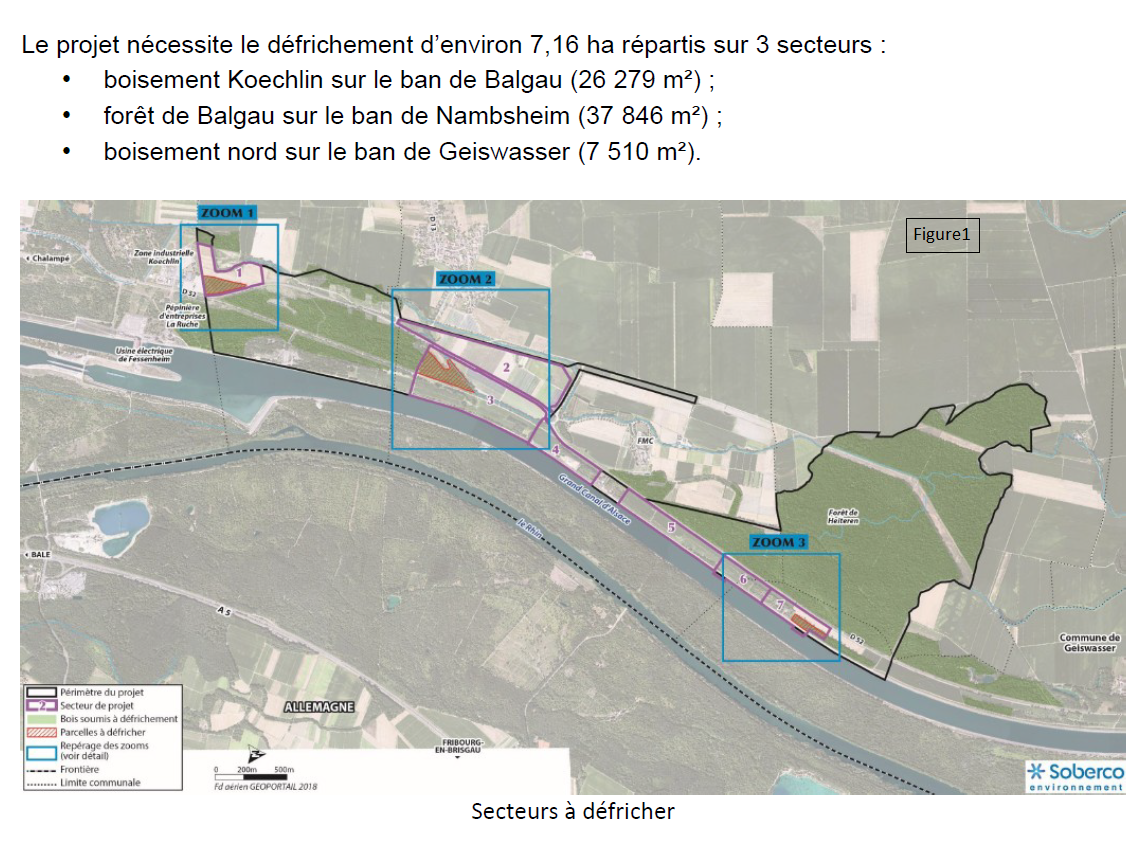 Le projet nécessite le défrichement d’environ 7,16 ha répartis sur 3 secteurs :
• boisement Koechlin sur le ban de Balgau (26 279 m²) ;
• forêt de Balgau sur le ban de Nambsheim (37 846 m²) ;
• boisement nord sur le ban de Geiswasser (7 510 m²).
ZOOM 1
Figure1
D 13
Chalampé
Zone industrielle
Koechlin
1
D 52
ZOOM 2
Pépinière
d'entreprises
La Ruche
Usine électrique
de Fessenheim
2
3
FMC
4
Grand Canal d'Alsace
5
Forêt de
Heiteren
le Rhin
ZOOM 3
BALE
6
7
D 52
A 5
Commune de
Geiswasser
Périmètre du projet
2 Secteur de projet
Bois soumis à défrichement
Parcelles à défricher
Repérage des zooms
(voir détail)
Frontière
Limite communale
ALLEMAGNE
FRIBOURG-
EN-BRISGAU
0 200m 500m
Fd aérien GEOPORTAIL 2018
Soberco
environnement
Secteurs à défricher